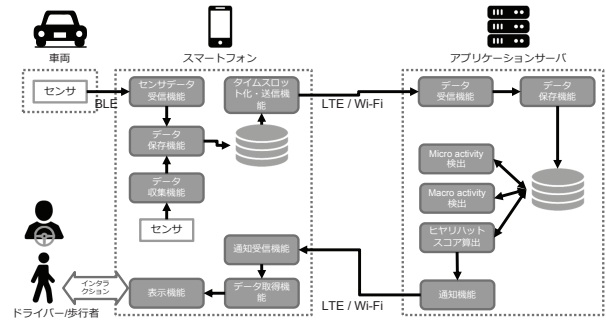 車両
スマートフォン
アプリケーションサーバ
センサ
BLE
センサデータ
受信機能
タイムスロッ
ト化・送信機
能
LTE / Wi-Fi
データ
受信機能
データ
保存機能
データ
保存機能
データ
収集機能
センサ
Micro activity
検出
Macro activity
検出
ヒヤリハット
スコア算出
通知受信機能
データ取得機
能
表示機能
インタラ
クション
ドライバー/歩行者
LTE / Wi-Fi
通知機能